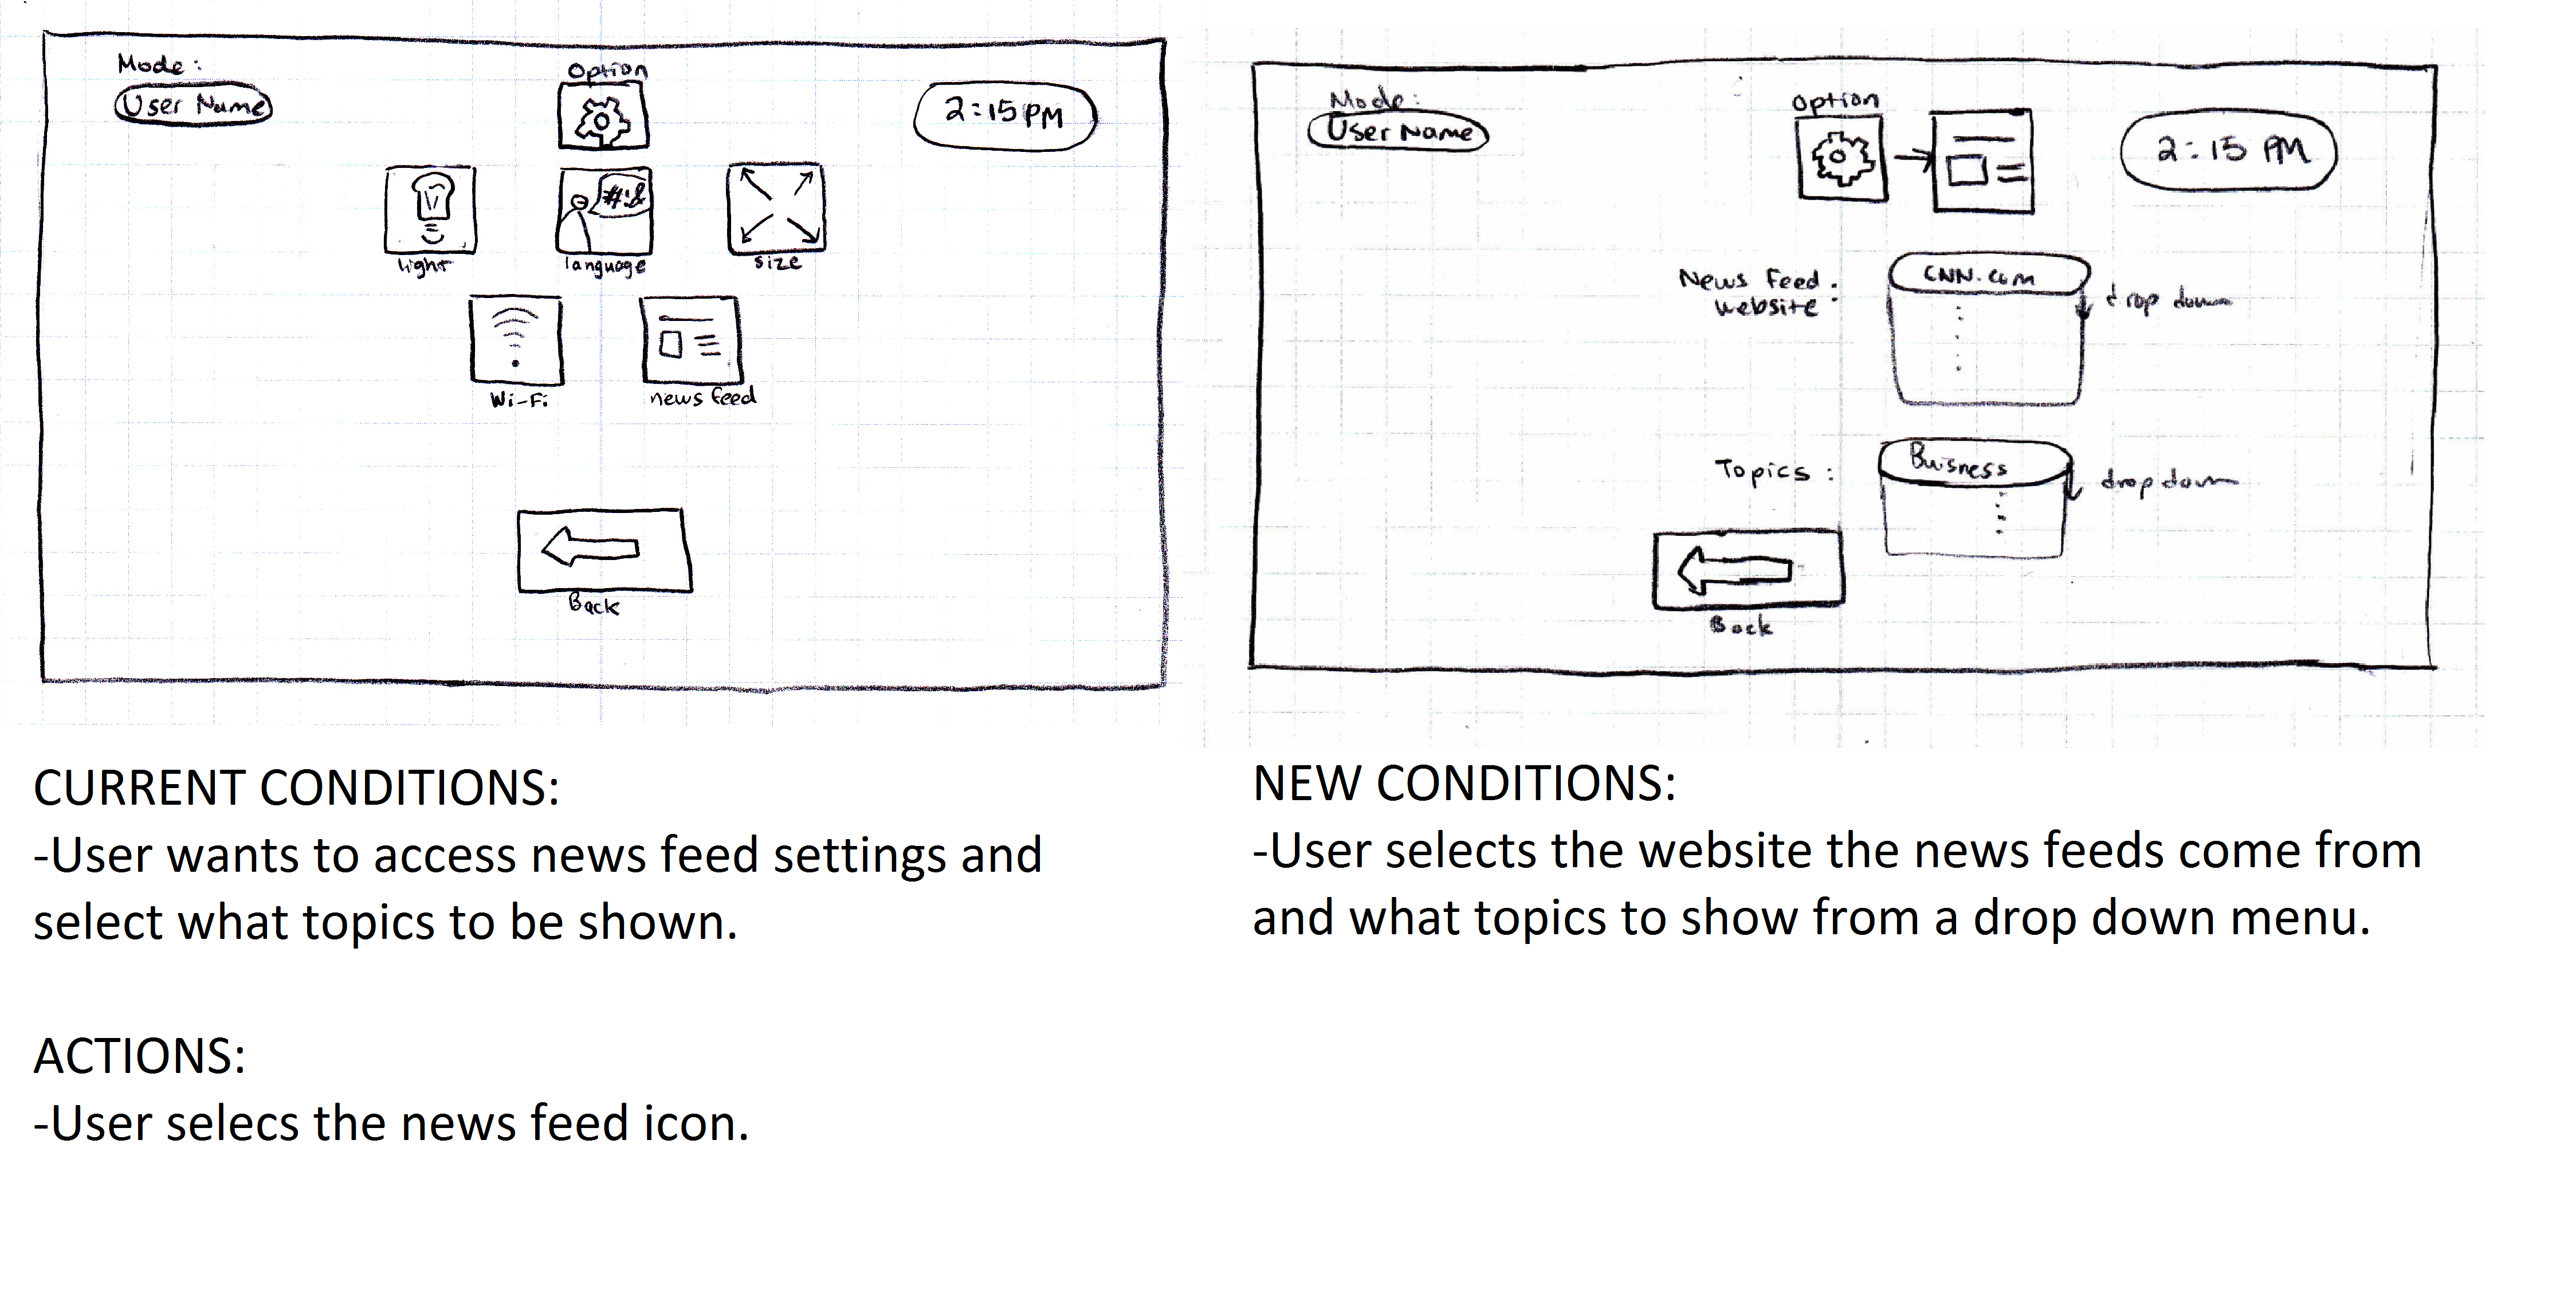 Mode:
User Name
Option
2:15 PM
light
#!&
language
size
Wi-Fi
news feed
Back
CURRENT CONDITIONS:
-User wants to access news feed settings and
select what topics to be shown.
ACTIONS:
-User selecs the news feed icon.
Mode:
User Name
Option
2:15 PM
News Feed :
website
CNN.com
drop down
Topics :
Buisness
drop down
Back
NEW CONDITIONS:
-User selects the website the news feeds come from
and what topics to show from a drop down menu.